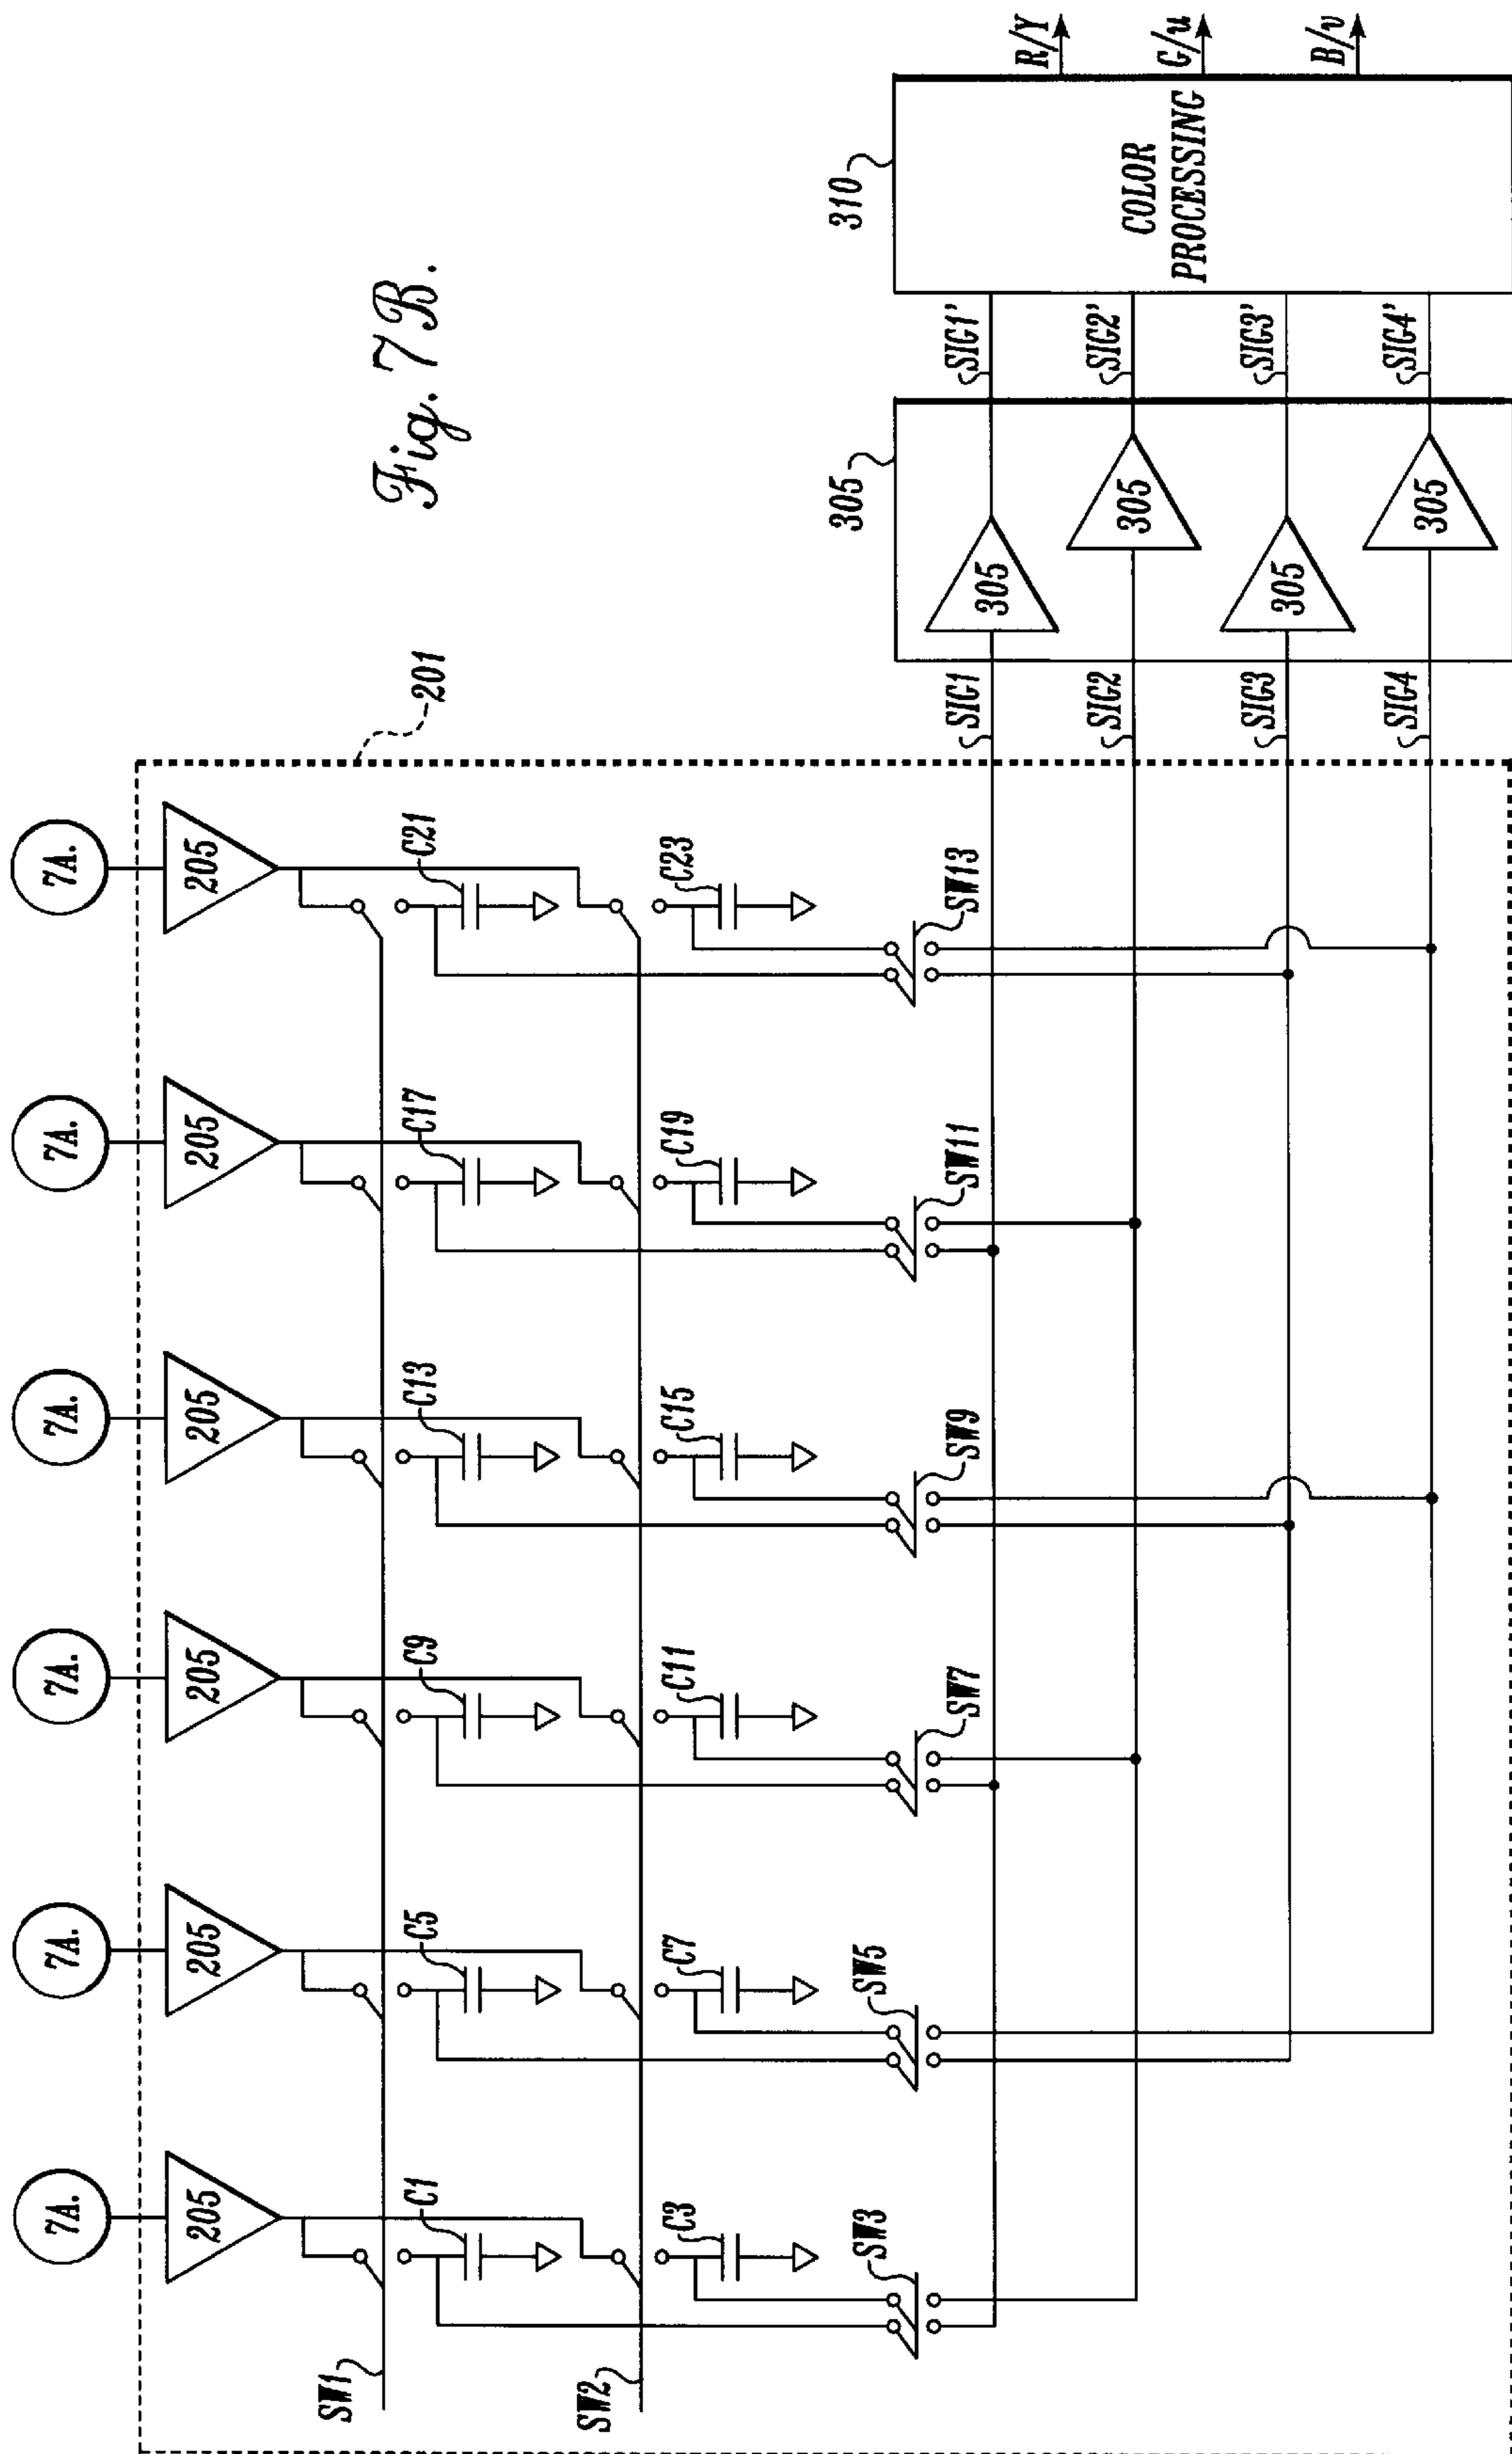 7A.
7A.
7A.
7A.
7A.
7A.
201
205
205
205
205
205
205
SW1
C1
C5
C9
C13
C17
C21
SW2
C3
C7
C11
C15
C19
C23
SW3
SW5
SW7
SW9
SW11
SW13
Fig. 7B.
305
310
SIG1
305
SIG1'
R/Y
SIG2
305
SIG2'
COLOR
PROCESSING
G/u
SIG3
305
SIG3'
B/v
SIG4
305
SIG4'